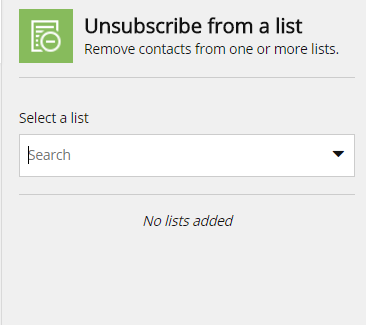 Unsubscribe from a list
Remove contacts from one or more lists.
Select a list
Search
No lists added